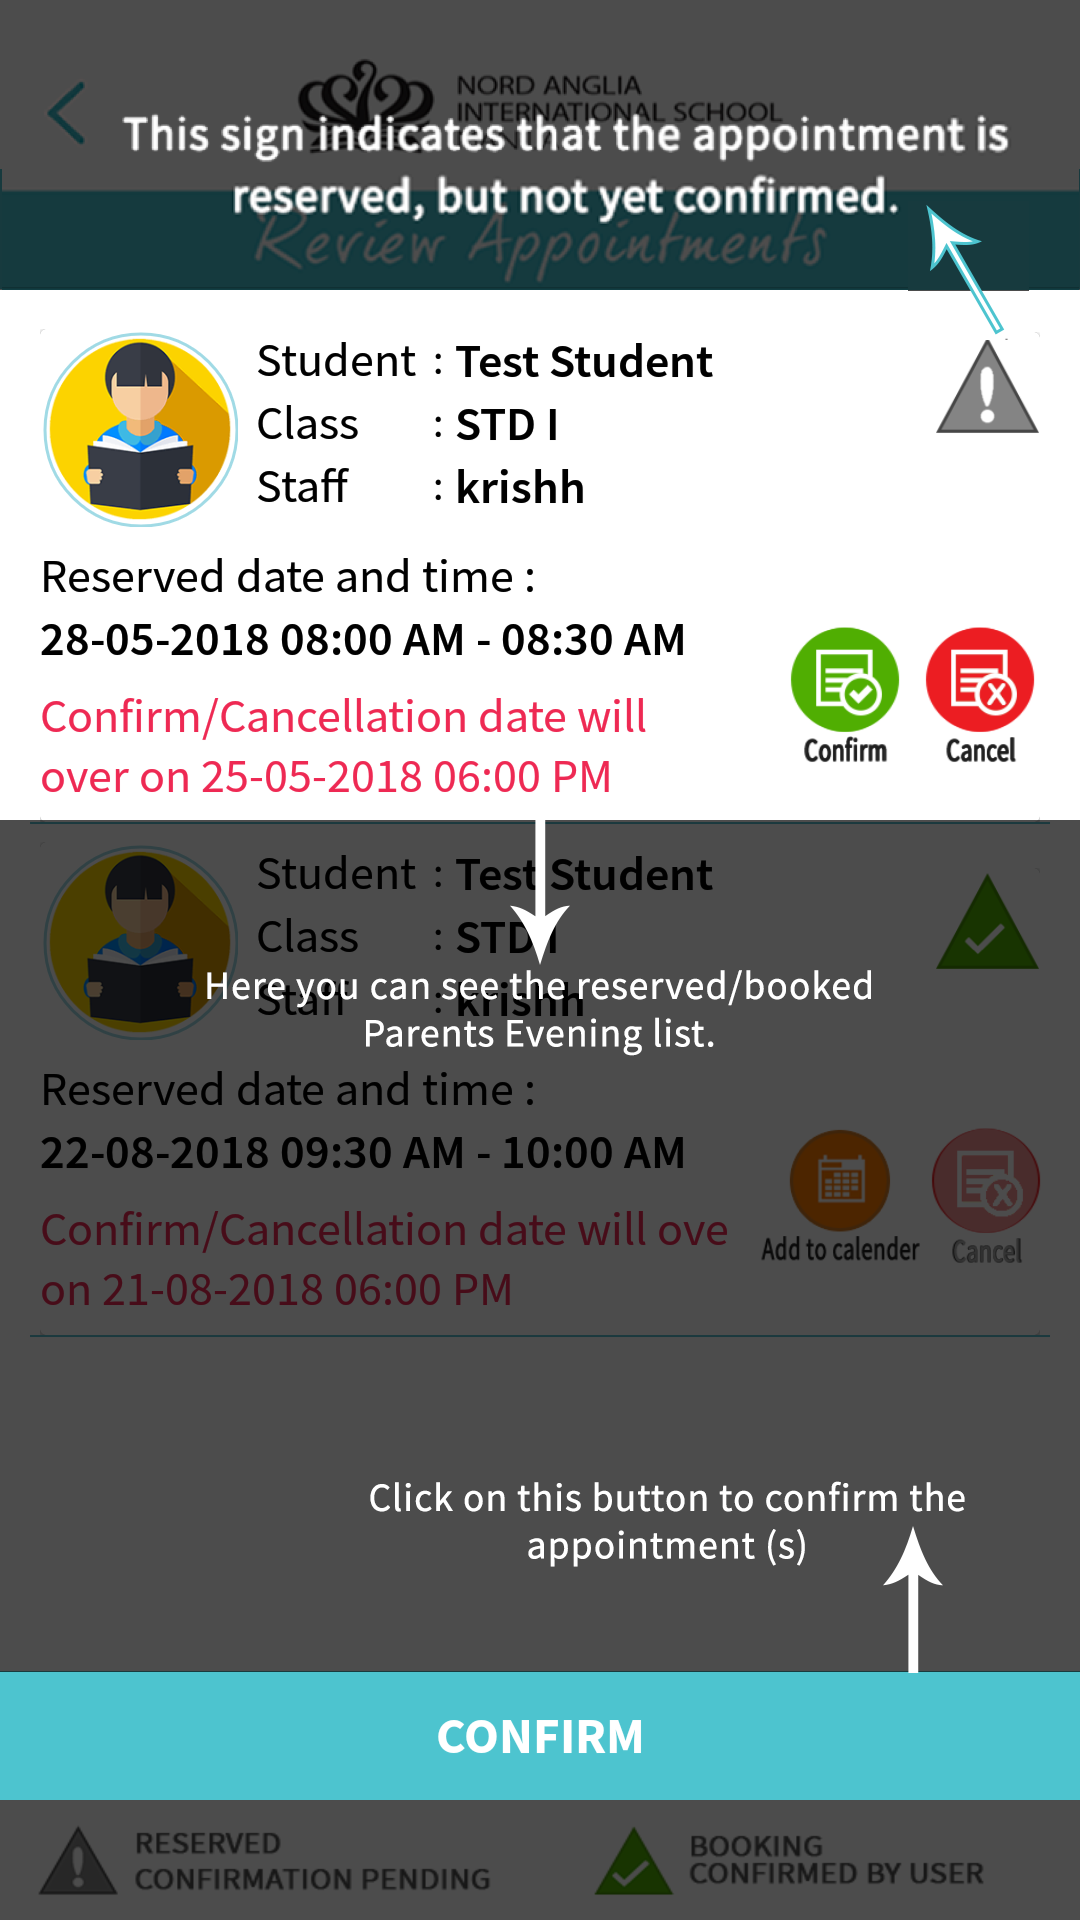 NORD ANGLIA
INTERNATIONAL SCHOOL
This sign indicates that the appointment is
reserved, but not yet confirmed.
Review Appointments
Student : Test Student
Class : STD I
Staff : krishh
Reserved date and time :
28-05-2018 08:00 AM - 08:30 AM
Confirm/Cancellation date will
over on 25-05-2018 06:00 PM
Confirm
Cancel
Student : Test Student
Class : STD I
Staff : krishh
Here you can see the reserved/booked
Parents Evening list.
Reserved date and time :
22-08-2018 09:30 AM - 10:00 AM
Confirm/Cancellation date will ove
on 21-08-2018 06:00 PM
Add to calender
Cancel
Click on this button to confirm the
appointment (s)
CONFIRM
RESERVED
CONFIRMATION PENDING
BOOKING
CONFIRMED BY USER